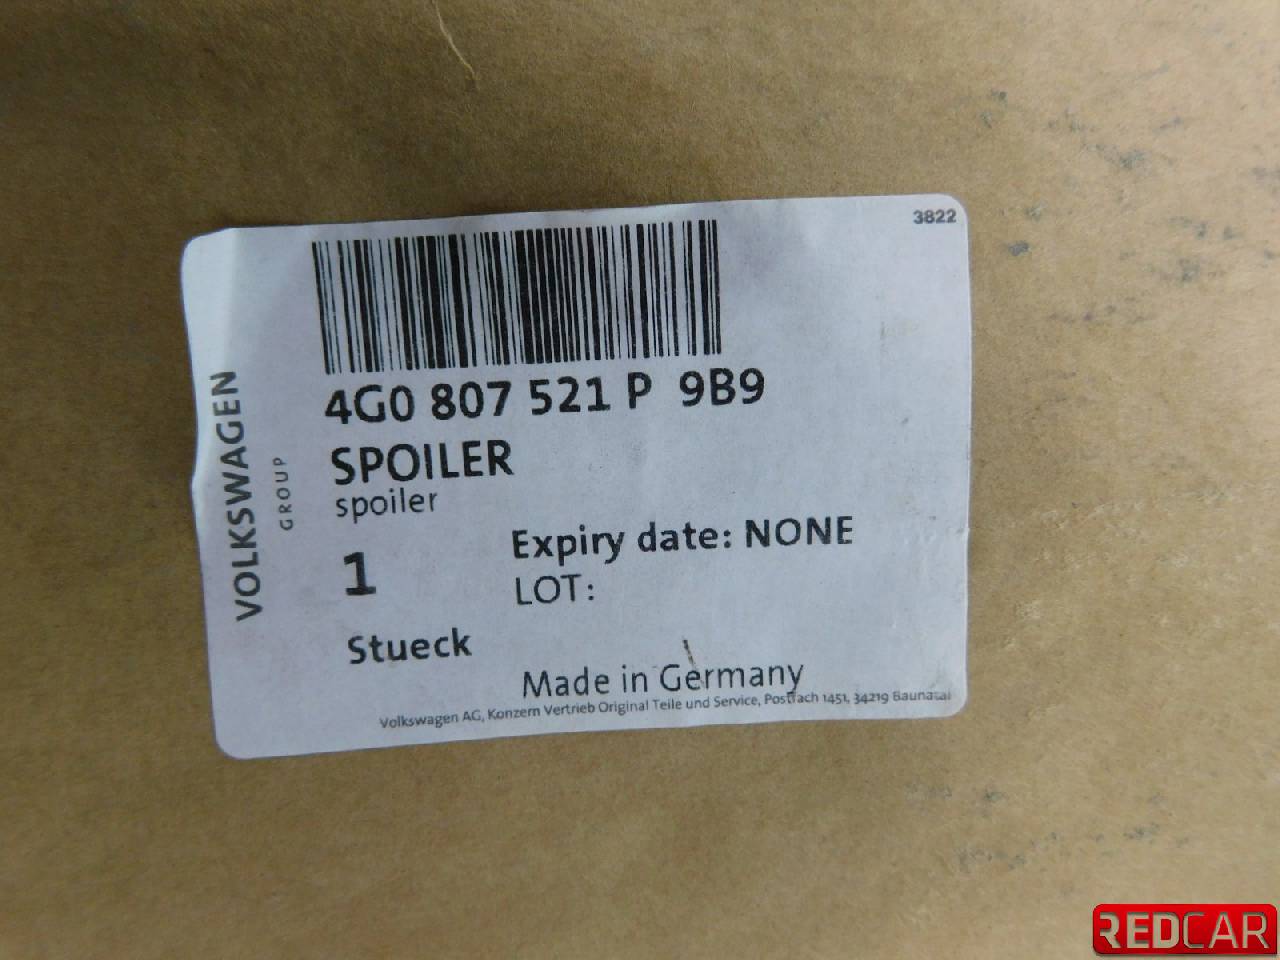 3822
4G0 807 521 P 9B9
SPOILER
spoiler
1
Expiry date: NONE
LOT:
Stueck
Made in Germany
Volkswagen AG, Konzern Vertrieb Original Teile und Service, Postfach 1451, 34219 Baunatal
VOLKSWAGEN
GROUP
REDCAR